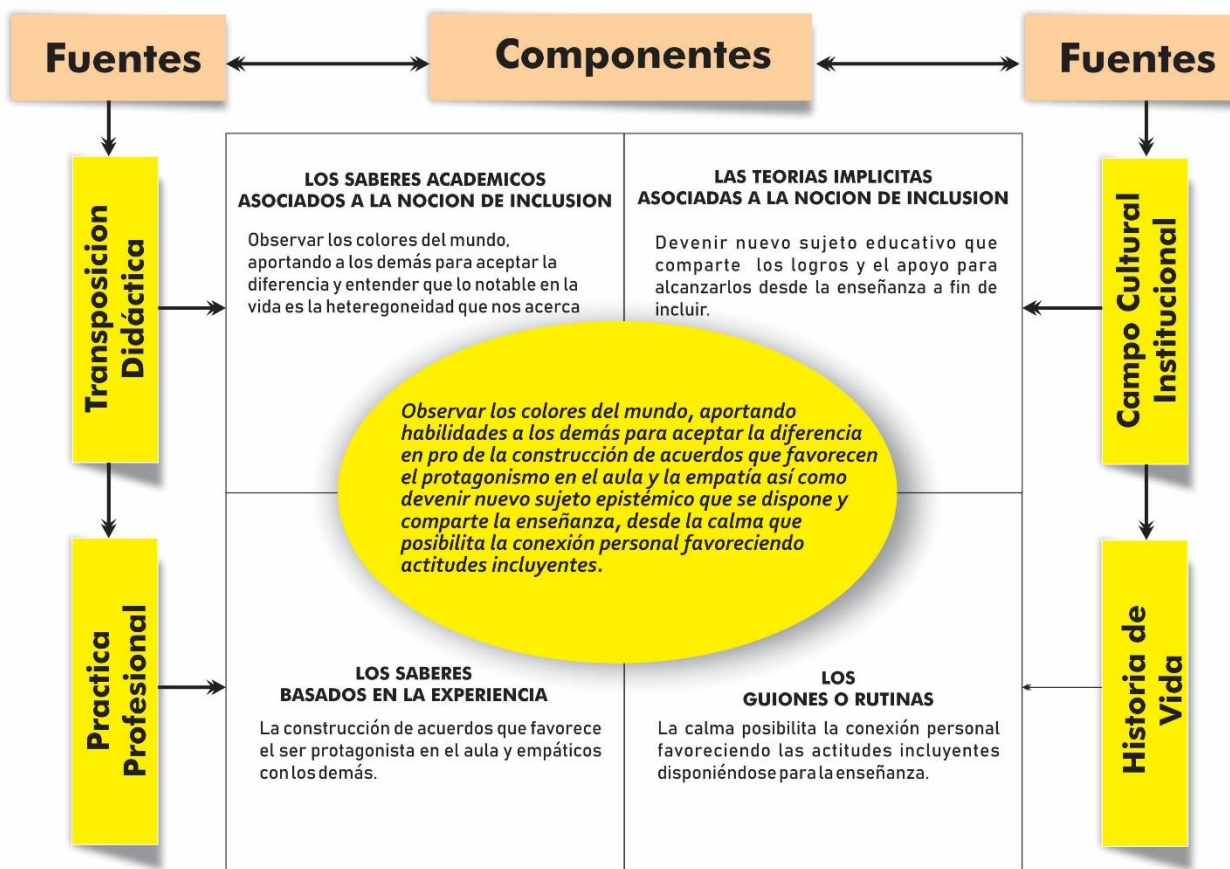 Fuentes
Componentes
Fuentes
Transposicion
Didáctica
LOS SABERES ACADEMICOS
ASOCIADOS A LA NOCION DE INCLUSION
Observar los colores del mundo,
aportando a los demás para aceptar la
diferencia y entender que lo notable en la
vida es la heteregoneidad que nos acerca
LAS TEORIAS IMPLICITAS
ASOCIADAS A LA NOCION DE INCLUSION
Devenir nuevo sujeto educativo que
comparte los logros y el apoyo para
alcanzarlos desde la enseñanza a fin de
incluir.
Campo Cultural
Institucional
Observar los colores del mundo, aportando
habilidades a los demás para aceptar la diferencia
en pro de la construcción de acuerdos que favorecen
el protagonismo en el aula y la empatía así como
devenir nuevo sujeto epistémico que se dispone y
comparte la enseñanza, desde la calma que
posibilita la conexión personal favoreciendo
actitudes incluyentes.
Practica
Profesional
LOS SABERES
BASADOS EN LA EXPERIENCIA
La construcción de acuerdos que favorece
el ser protagonista en el aula y empáticos
con los demás.
LOS
GUIONES O RUTINAS
La calma posibilita la conexión personal
favoreciendo las actitudes incluyentes
disponiéndose para la enseñanza.
Historia de
Vida